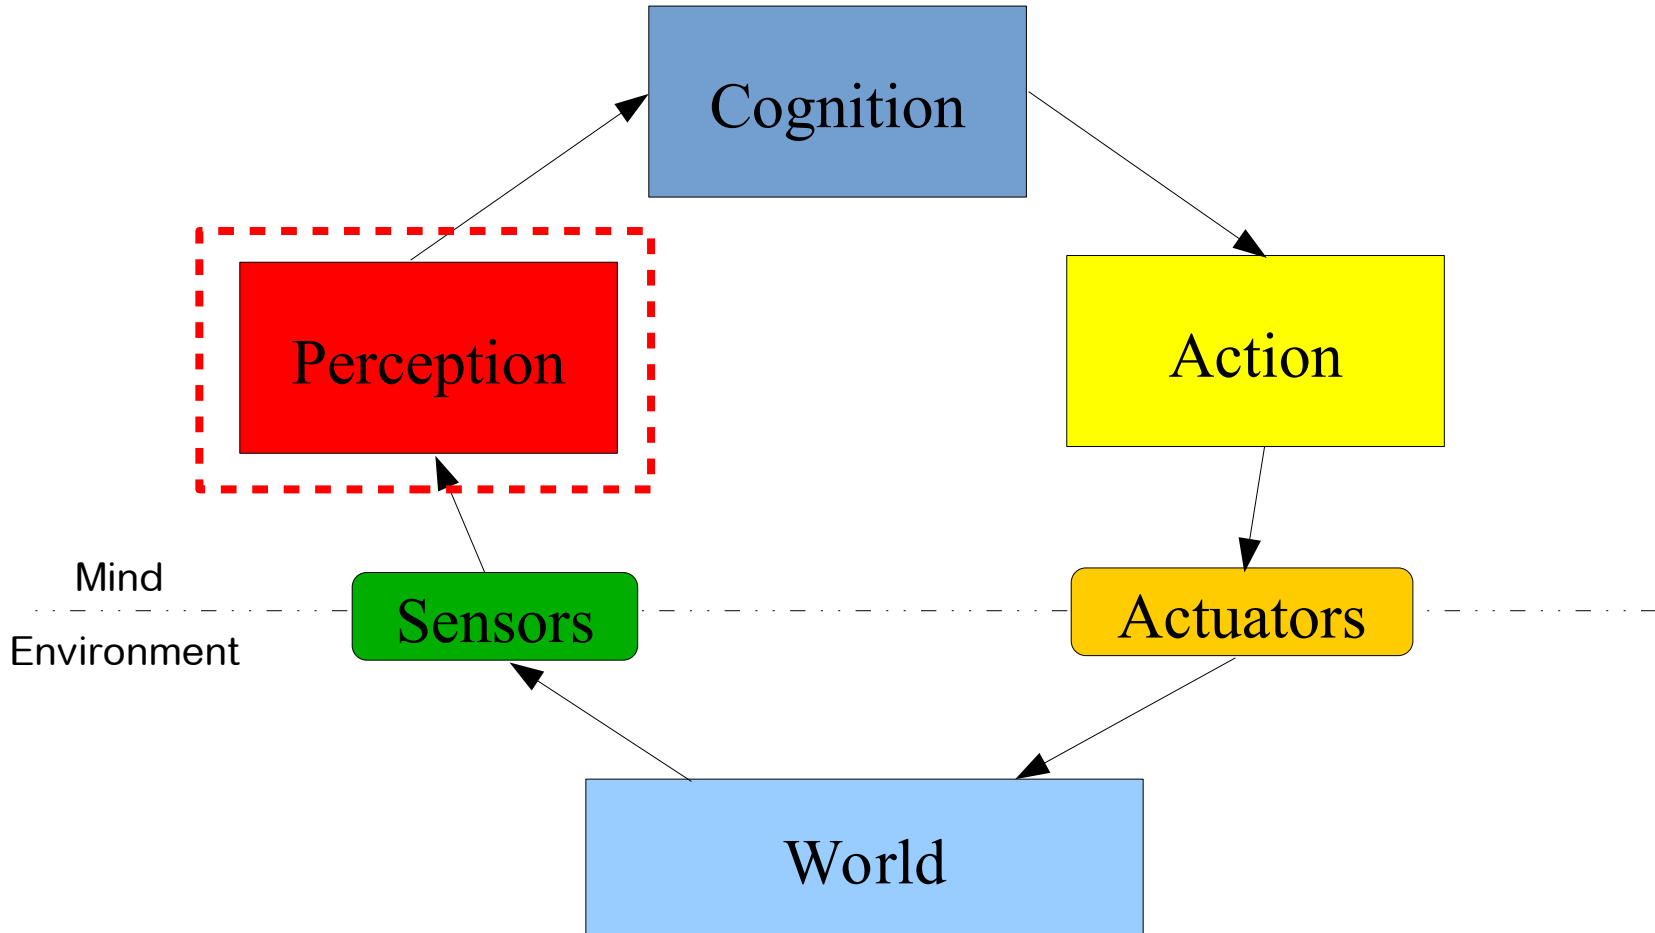 Cognition
Perception
Action
Mind
Sensors
Actuators
Environment
World